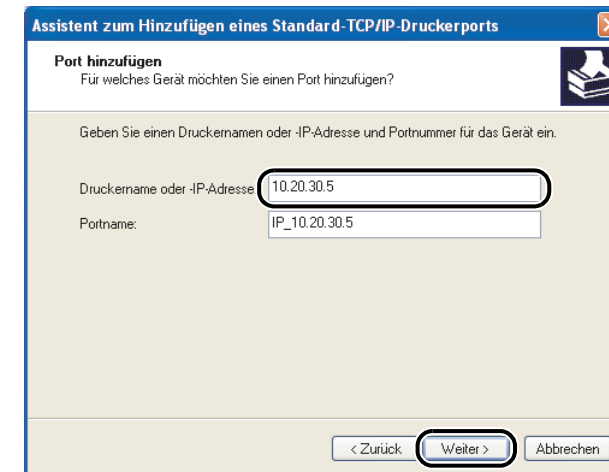 Assistent zum Hinzufügen eines Standard-TCP/IP-Druckerports
Port hinzufügen
Für welches Gerät möchten Sie einen Port hinzufügen?
Geben Sie einen Druckernamen oder -IP-Adresse und Portnummer für das Gerät ein.
Druckername oder -IP-Adresse: 10.20.30.5
Portname: IP_10.20.30.5
< Zurück Weiter > Abbrechen